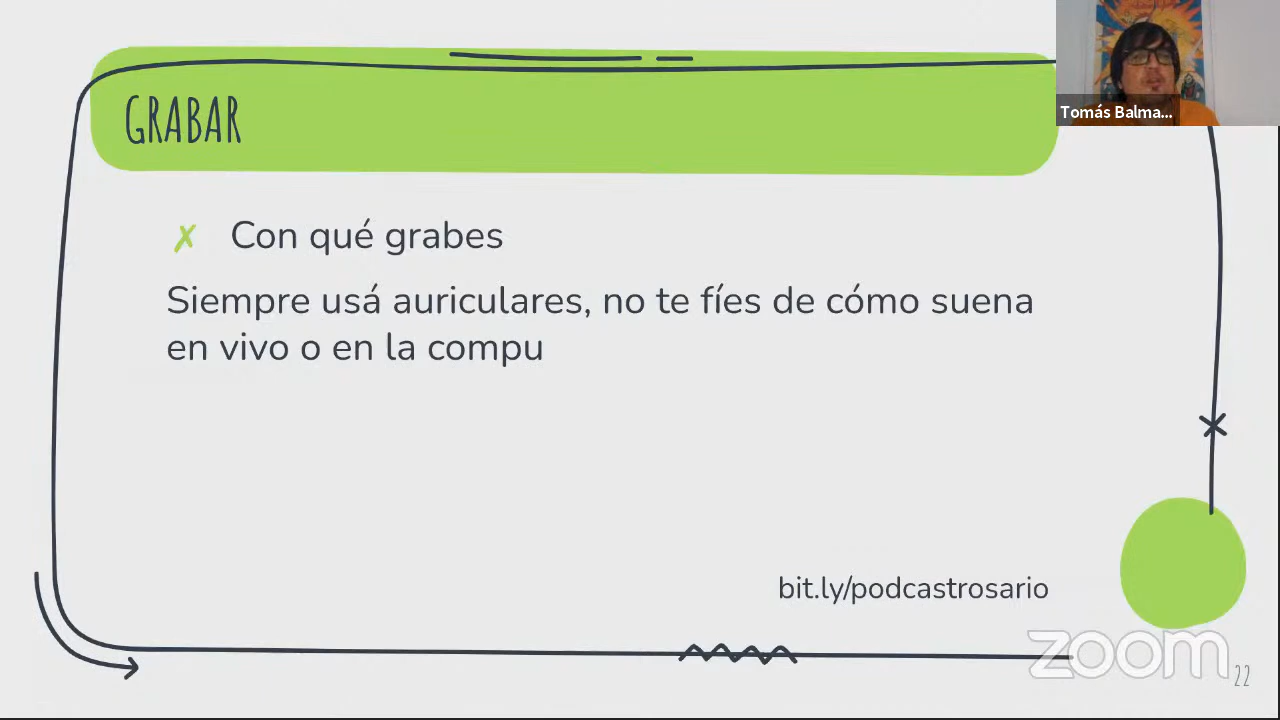 GRABAR
Tomás Balma...
✗ Con qué grabes
Siempre usá auriculares, no te fíes de cómo suena
en vivo o en la compu
bit.ly/podcastrosario
zoom
22